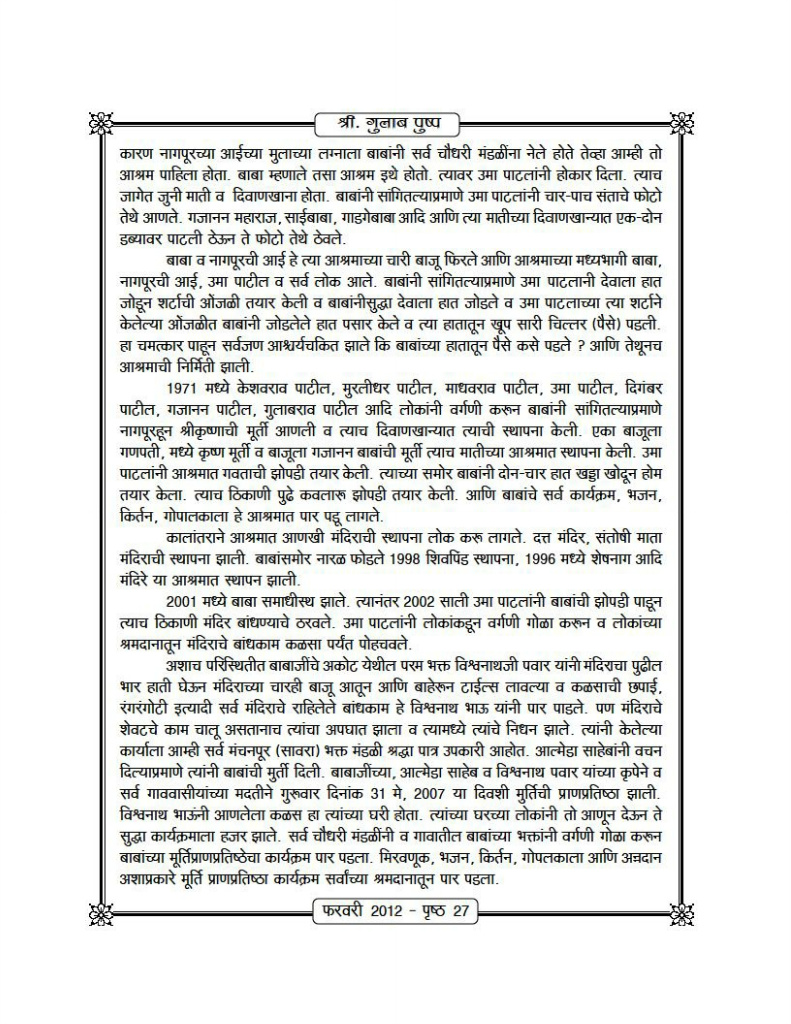 श्री. गुलाब पुष्प
कारण नागपूरच्या आईच्या मुलाच्या लग्नाला बाबांनी सर्व चौधरी मंडळींना नेले होते तेव्हा आम्ही तो
आश्रम पाहिला होता. बाबा म्हणाले तसा आश्रम इथे होतो. त्यावर उमा पाटलांनी होकार दिला. त्याच
जागेत जुनी माती व दिवाणखाना होता. बाबांनी सांगितल्याप्रमाणे उमा पाटलांनी चार-पाच संताचे फोटो
तेथे आणले. गजानन महाराज, साईबाबा, गाडगेबाबा आदि आणि त्या मातीच्या दिवाणखान्यात एक-दोन
डब्यावर पाटली ठेऊन ते फोटो तेथे ठेवले.
बाबा व नागपूरची आई हे त्या आश्रमाच्या चारी बाजू फिरले आणि आश्रमाच्या मध्यभागी बाबा,
नागपूरची आई, उमा पाटील व सर्व लोक आले. बाबांनी सांगितल्याप्रमाणे उमा पाटलानी देवाला हात
जोडून शर्टाची ओंजळी तयार केली व बाबांनीसुद्धा देवाला हात जोडले व उमा पाटलाच्या त्या शर्टाने
केलेल्या ओंजळीत बाबांनी जोडलेले हात पसार केले व त्या हातातून खूप सारी चिल्लर (पैसे) पडली.
हा चमत्कार पाहून सर्वजण आश्चर्यचकित झाले कि बाबांच्या हातातून पैसे कसे पडले ? आणि तेथूनच
आश्रमाची निर्मिती झाली.
1971 मध्ये केशवराव पाटील, मुरलीधर पाटील, माधवराव पाटील, उमा पाटील, दिगंबर
पाटील, गजानन पाटील, गुलाबराव पाटील आदि लोकांनी वर्गणी करून बाबांनी सांगितल्याप्रमाणे
नागपूरहून श्रीकृष्णाची मूर्ती आणली व त्याच दिवाणखान्यात त्याची स्थापना केली. एका बाजूला
गणपती, मध्ये कृष्ण मूर्ती व बाजूला गजानन बाबांची मूर्ती त्याच मातीच्या आश्रमात स्थापना केली. उमा
पाटलांनी आश्रमात गवताची झोपडी तयार केली. त्याच्या समोर बाबांनी दोन-चार हात खड्डा खोदून होम
तयार केला. त्याच ठिकाणी पुढे कवलारू झोपडी तयार केली. आणि बाबांचे सर्व कार्यक्रम, भजन,
किर्तन, गोपालकाला हे आश्रमात पार पडू लागले.
कालांतराने आश्रमात आणखी मंदिराची स्थापना लोक करू लागले. दत्त मंदिर, संतोषी माता
मंदिराची स्थापना झाली. बाबांसमोर नारळ फोडले 1998 शिवपिंड स्थापना, 1996 मध्ये शेषनाग आदि
मंदिरे या आश्रमात स्थापन झाली.
2001 मध्ये बाबा समाधीस्थ झाले. त्यानंतर 2002 साली उमा पाटलांनी बाबांची झोपडी पाडून
त्याच ठिकाणी मंदिर बांधण्याचे ठरवले. उमा पाटलांनी लोकांकडून वर्गणी गोळा करून व लोकांच्या
श्रमदानातून मंदिराचे बांधकाम कळसा पर्यंत पोहचवले.
अशाच परिस्थितीत बाबाजींचे अकोट येथील परम भक्त विश्वनाथजी पवार यांनी मंदिराचा पुढील
भार हाती घेऊन मंदिराच्या चारही बाजू आतून आणि बाहेरून टाईल्स लावल्या व कळसाची छपाई,
रंगरंगोटी इत्यादी सर्व मंदिराचे राहिलेले बांधकाम हे विश्वनाथ भाऊ यांनी पार पाडले. पण मंदिराचे
शेवटचे काम चालू असतानाच त्यांचा अपघात झाला व त्यामध्ये त्यांचे निधन झाले. त्यांनी केलेल्या
कार्याला आम्ही सर्व मंचनपूर (सावरा) भक्त मंडळी श्रद्धा पात्र उपकारी आहोत. आल्मेडा साहेबांनी वचन
दिल्याप्रमाणे त्यांनी बाबांची मुर्ती दिली. बाबाजींच्या, आल्मेडा साहेब व विश्वनाथ पवार यांच्या कृपेने व
सर्व गाववासीयांच्या मदतीने गुरूवार दिनांक 31 मे, 2007 या दिवशी मुर्तिची प्राणप्रतिष्ठा झाली.
विश्वनाथ भाऊंनी आणलेला कळस हा त्यांच्या घरी होता. त्यांच्या घरच्या लोकांनी तो आणून देऊन ते
सुद्धा कार्यक्रमाला हजर झाले. सर्व चौधरी मंडळींनी व गावातील बाबांच्या भक्तांनी वर्गणी गोळा करून
बाबांच्या मूर्तिप्राणप्रतिष्ठेचा कार्यक्रम पार पडला. मिरवणूक, भजन, किर्तन, गोपलकाला आणि अन्नदान
अशाप्रकारे मूर्ति प्राणप्रतिष्ठा कार्यक्रम सर्वांच्या श्रमदानातून पार पडला.
फरवरी 2012 - पृष्ठ 27